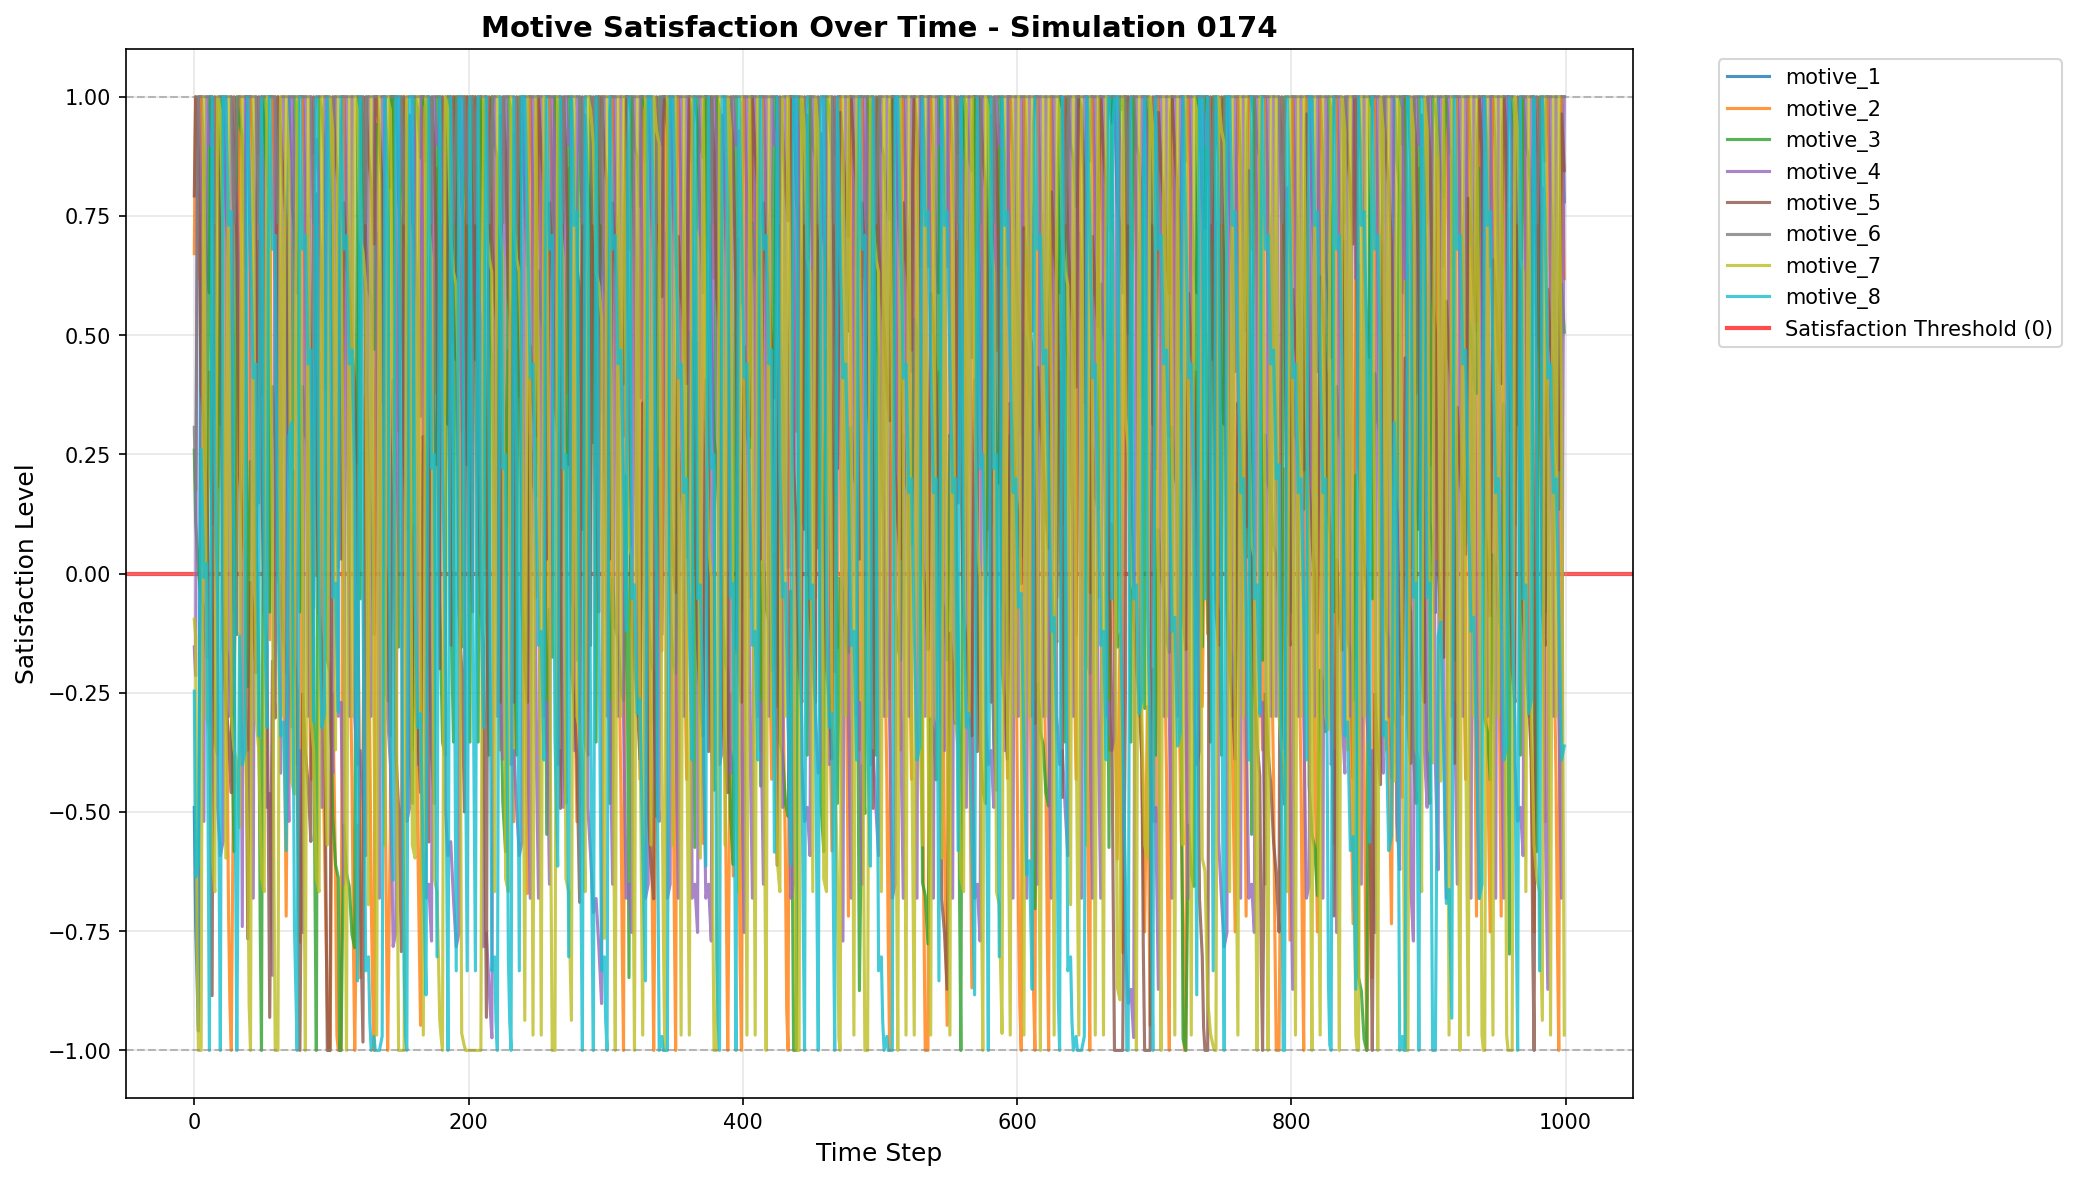 Motive Satisfaction Over Time - Simulation 0174
1.00
0.75
0.50
0.25
0.00
−0.25
−0.50
−0.75
−1.00
Satisfaction Level
0
200
400
600
800
1000
Time Step
motive_1
motive_2
motive_3
motive_4
motive_5
motive_6
motive_7
motive_8
Satisfaction Threshold (0)